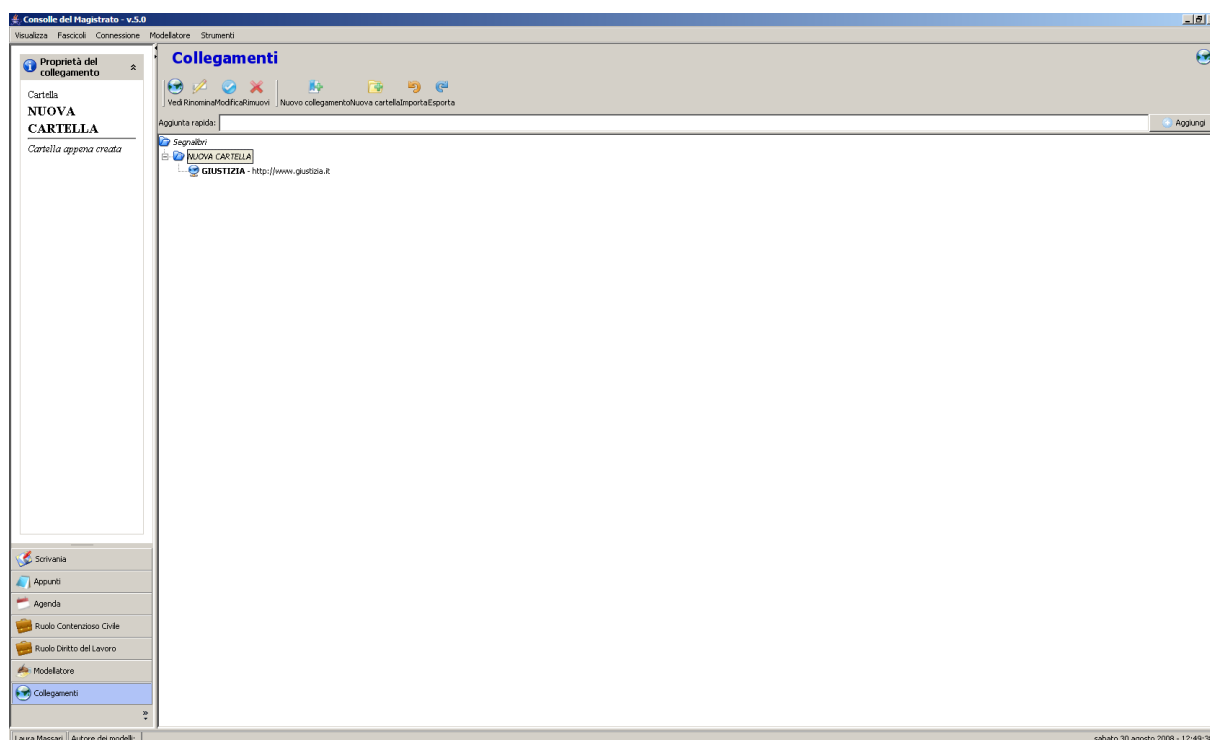 Consolle del Magistrato - v.5.0
Visualizza Fascicoli Connessione Modellatore Strumenti
Proprietà del
collegamento
Cartella
NUOVA
CARTELLA
Cartella appena creata
Collegamenti
Vedi Rinomina Modifica Rimuovi Nuovo collegamento Nuova cartella Importa Esporta
Aggiunta rapida: Aggiungi
Segnalibri
NUOVA CARTELLA
GIUSTIZIA - http://www.giustizia.it
Scrivania
Appunti
Agenda
Ruolo Contenzioso Civile
Ruolo Diritto del Lavoro
Modellatore
Collegamenti
Laura Massari Autore dei modelli: sabato 30 agosto 2008 - 12:49:3